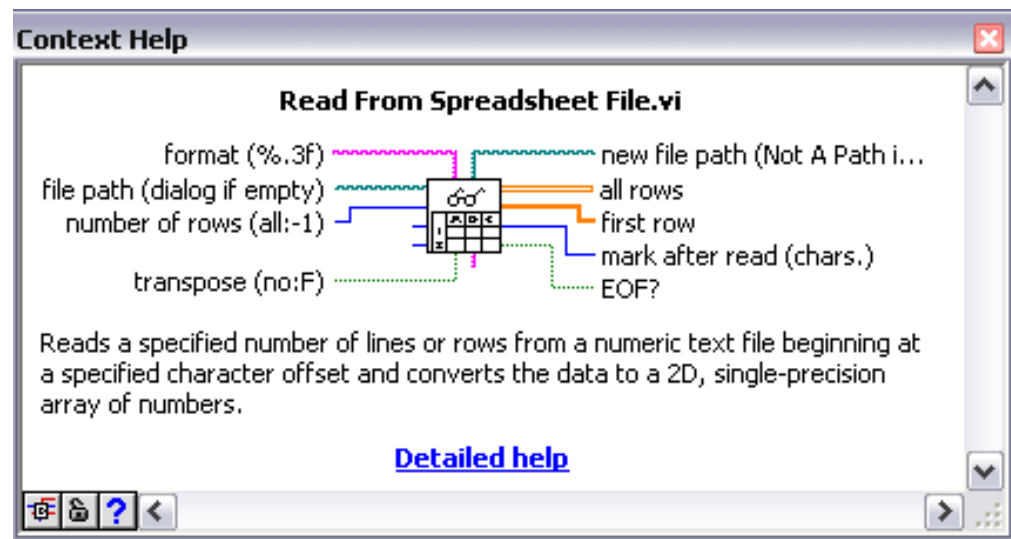 Context Help
Read From Spreadsheet File.vi
format (%.3f)
new file path (Not A Path i...
file path (dialog if empty)
all rows
number of rows (all:-1)
first row
mark after read (chars.)
transpose (no:F)
EOF?
Reads a specified number of lines or rows from a numeric text file beginning at
a specified character offset and converts the data to a 2D, single-precision
array of numbers.
Detailed help
?